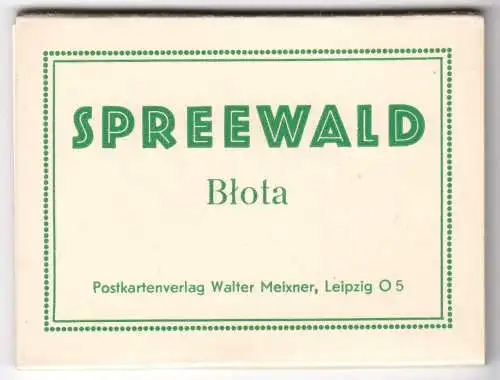 SPREEWALD
Błota
Postkartenverlag Walter Meixner, Leipzig O 5